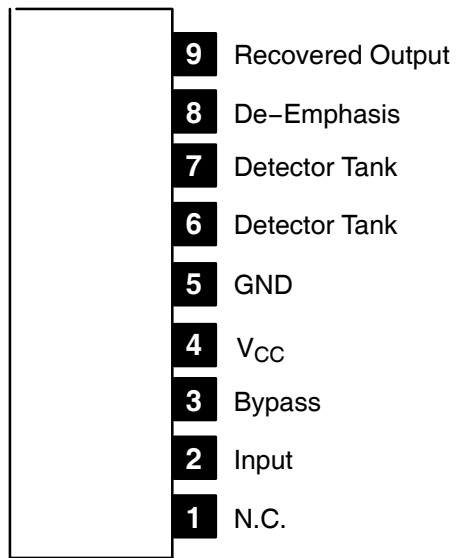 9 Recovered Output
8 De−Emphasis
7 Detector Tank
6 Detector Tank
5 GND
4 VCC
3 Bypass
2 Input
1 N.C.